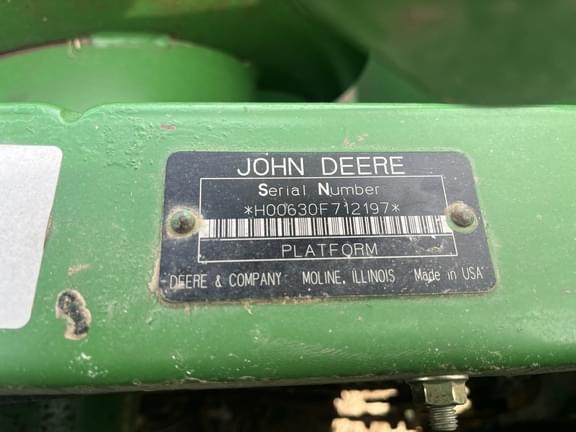 JOHN DEERE
Serial Number
*H00630F712197*
PLATFORM
DEERE & COMPANY MOLINE, ILLINOIS Made in USA